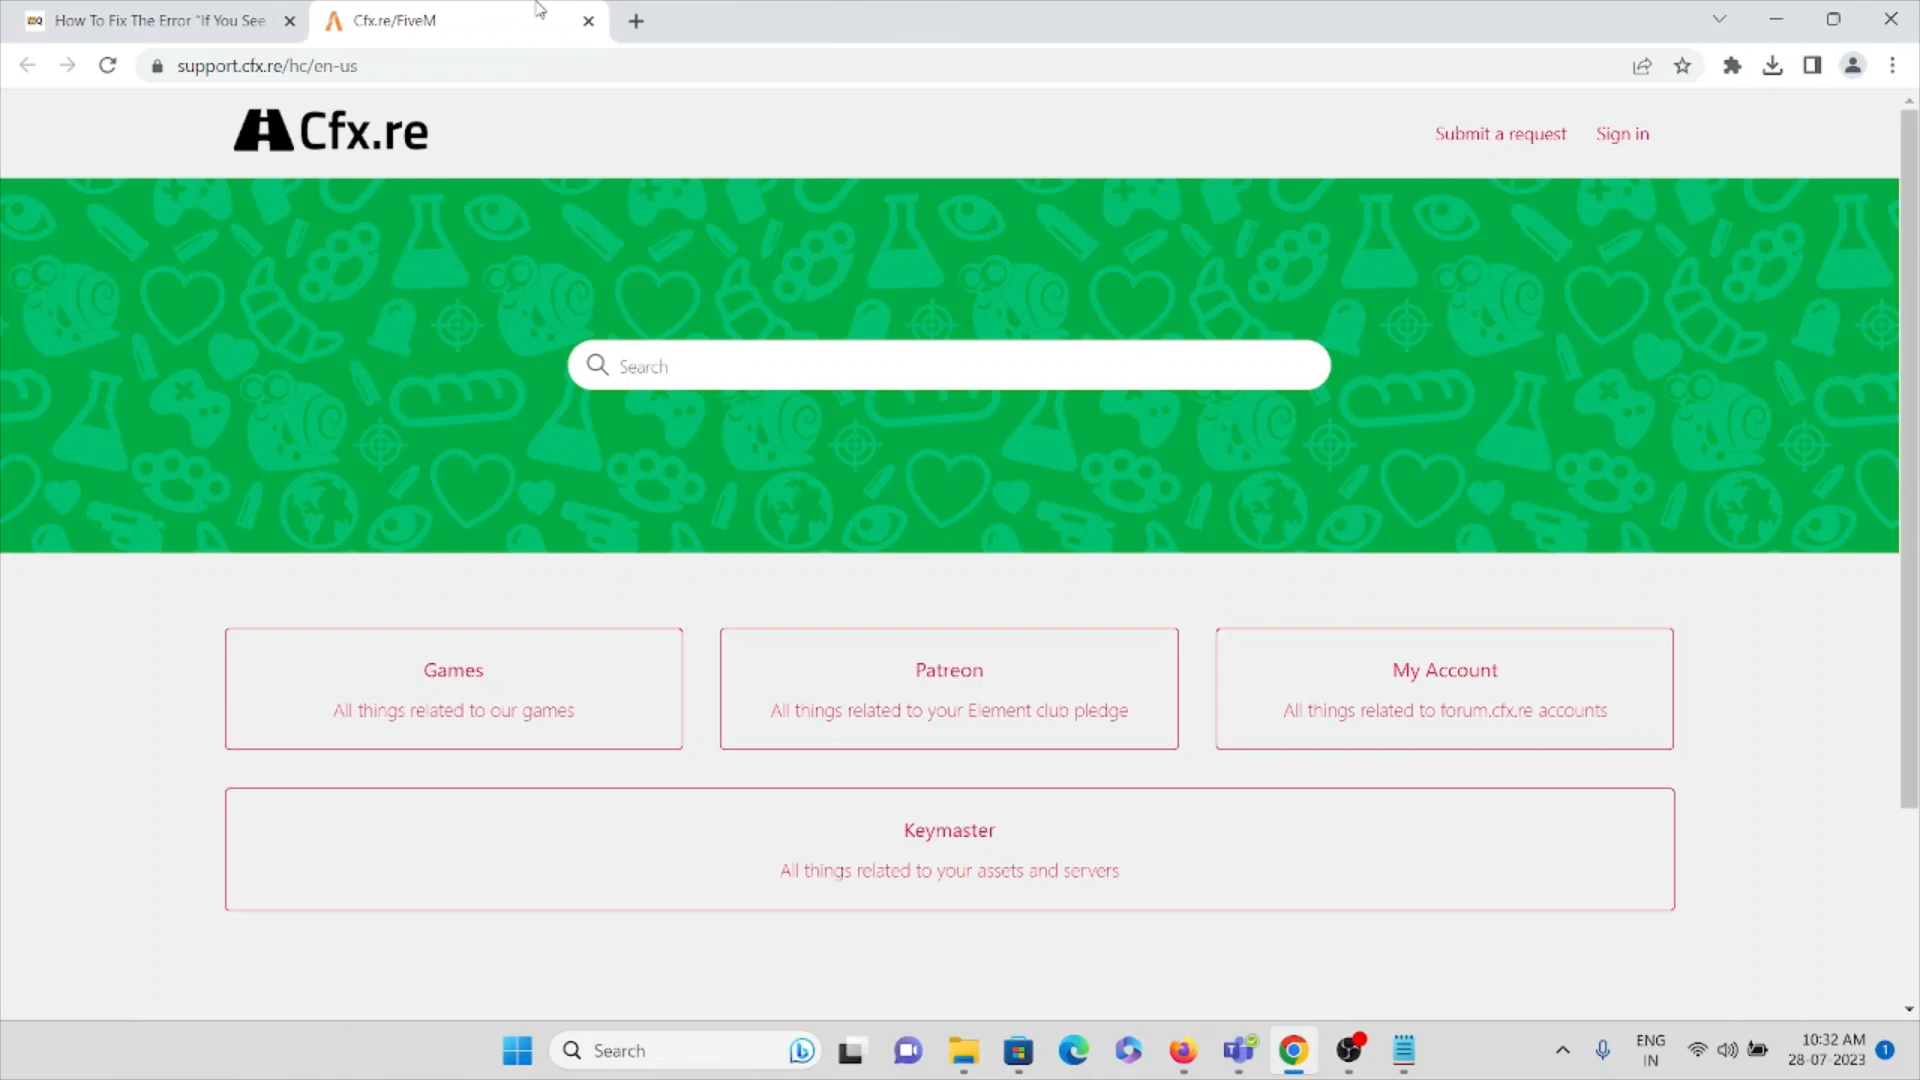 How To Fix The Error "If You See
Cfx.re/FiveM
support.cfx.re/hc/en-us
Cfx.re
Submit a request
Sign in
Search
Games
All things related to our games
Patreon
All things related to your Element club pledge
My Account
All things related to forum.cfx.re accounts
Keymaster
All things related to your assets and servers
Search
ENG
IN
10:32 AM
28-07-2023
1